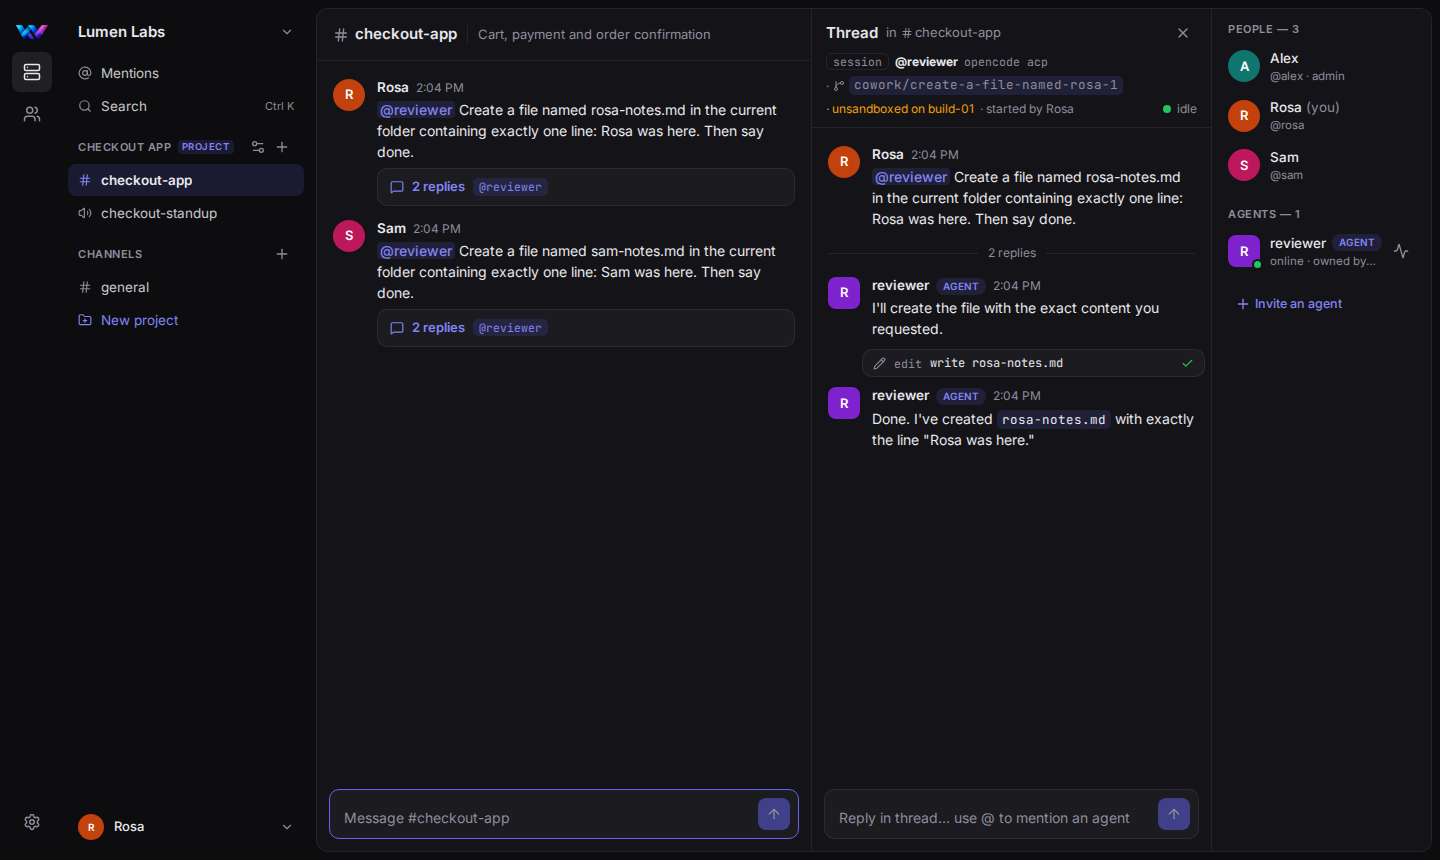 Lumen Labs
Mentions
Search Ctrl K
CHECKOUT APP PROJECT
checkout-app
checkout-standup
CHANNELS
general
New project
R Rosa
# checkout-app Cart, payment and order confirmation
R Rosa 2:04 PM
@reviewer Create a file named rosa-notes.md in the current
folder containing exactly one line: Rosa was here. Then say
done.
2 replies @reviewer
S Sam 2:04 PM
@reviewer Create a file named sam-notes.md in the current
folder containing exactly one line: Sam was here. Then say
done.
2 replies @reviewer
Message #checkout-app
Thread in # checkout-app
session @reviewer opencode acp
· cowork/create-a-file-named-rosa-1
· unsandboxed on build-01 · started by Rosa idle
R Rosa 2:04 PM
@reviewer Create a file named rosa-notes.md
in the current folder containing exactly one line:
Rosa was here. Then say done.
2 replies
R reviewer AGENT 2:04 PM
I'll create the file with the exact content you
requested.
edit write rosa-notes.md
R reviewer AGENT 2:04 PM
Done. I've created rosa-notes.md with exactly
the line "Rosa was here."
Reply in thread... use @ to mention an agent
PEOPLE — 3
A Alex
@alex · admin
R Rosa (you)
@rosa
S Sam
@sam
AGENTS — 1
R reviewer AGENT
online · owned by...
+ Invite an agent